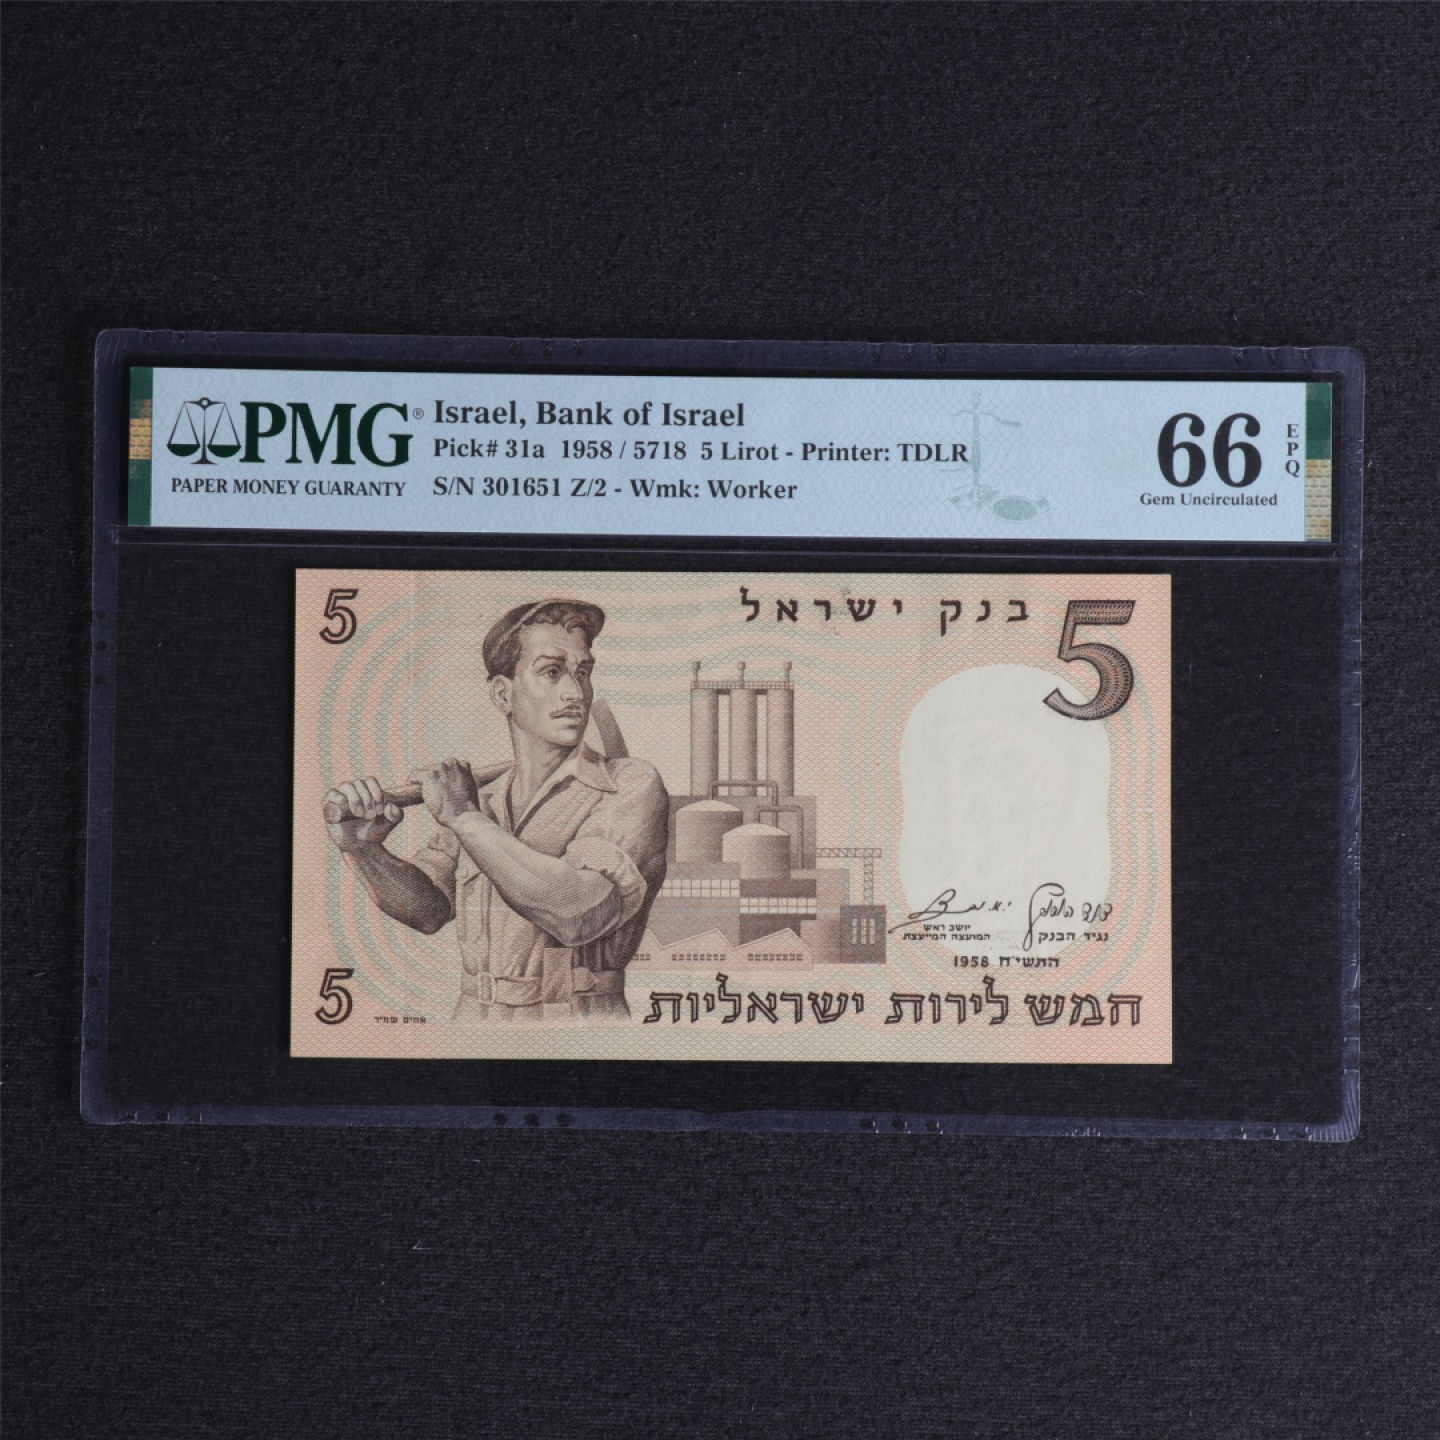 PMG®
PAPER MONEY GUARANTY
Israel, Bank of Israel
Pick# 31a 1958 / 5718 5 Lirot - Printer: TDLR
S/N 301651 Z/2 - Wmk: Worker
66
EPQ
Gem Uncirculated
5
בנק ישראל
5
יושב ראש
המועצה המייעצת
נגיד הבנק
התשי"ח 1958
5
אחים שמיר
חמש לירות ישראליות